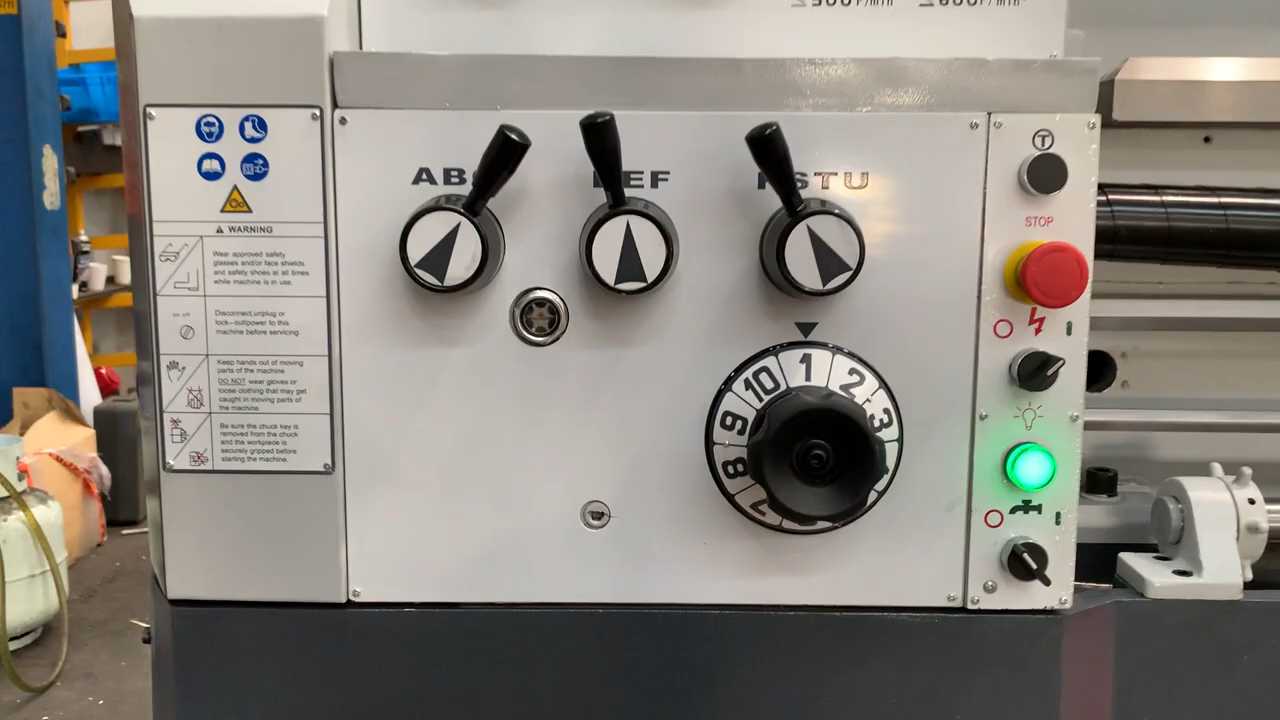 AB
EF
STU
WARNING
Wear approved safety
glasses and/or face shields
and safety shoes at all times
while machine is in use.
on off
Disconnect,unplug or
lock-outpower to this
machine before servicing.
Keep hands out of moving
parts of the machine.
DO NOT wear gloves or
loose clothing that may get
caught in moving parts of
the machine
Be sure the chuck key is
removed from the chuck
and the workpiece is
securely gripped before
starting the machine.
T
STOP
1
2
3
7
8
9
10